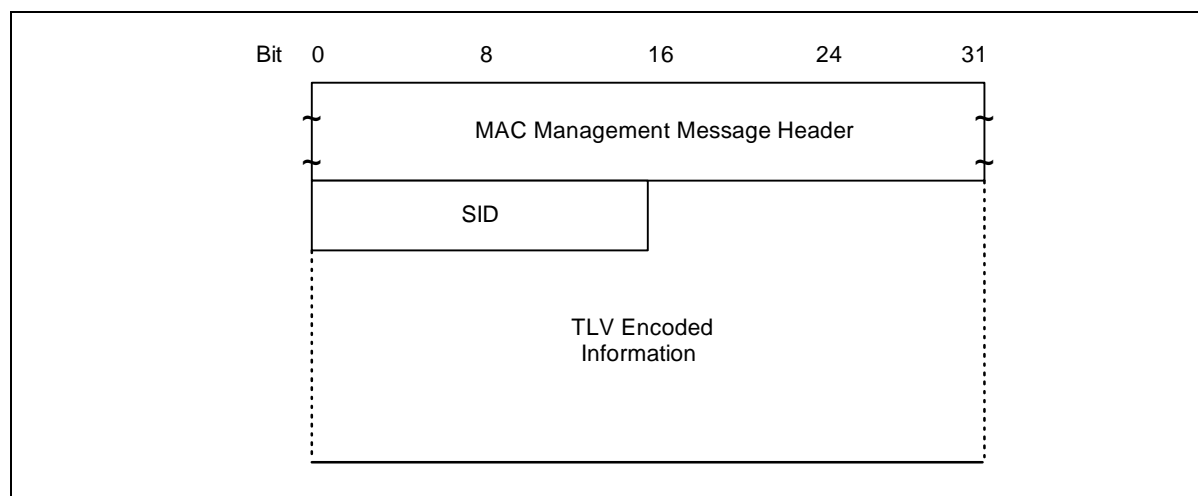 Bit 0 8 16 24 31
MAC Management Message Header
SID
TLV Encoded
Information